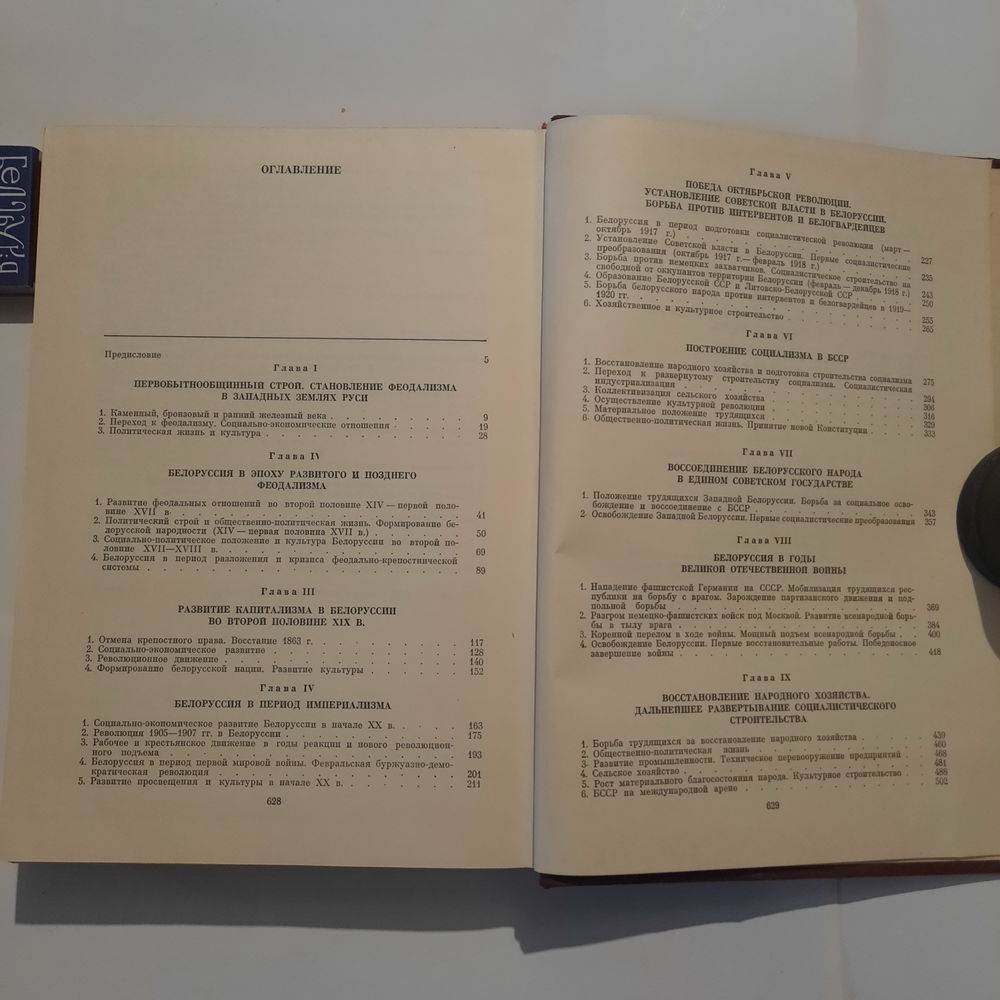 ОГЛАВЛЕНИЕ
Предисловие 5
Глава I
ПЕРВОБЫТНООБЩИННЫЙ СТРОЙ. СТАНОВЛЕНИЕ ФЕОДАЛИЗМА
В ЗАПАДНЫХ ЗЕМЛЯХ РУСИ
1. Каменный, бронзовый и ранний железный века . . . . . . 9
2. Переход к феодализму. Социально-экономические отношения . . . . 19
3. Политическая жизнь и культура . . . . . . . . . . 28
Глава IV
БЕЛОРУССИЯ В ЭПОХУ РАЗВИТОГО И ПОЗДНЕГО
ФЕОДАЛИЗМА
1. Развитие феодальных отношений во второй половине XIV — первой поло-
вине XVII в. . . . . . . . . . . . . . . . 41
2. Политический строй и общественно-политическая жизнь. Формирование бе-
лорусской народности (XIV — первая половина XVII в.) . . . . . 50
3. Социально-политическое положение и культура Белоруссии во второй по-
ловине XVII—XVIII в. . . . . . . . . . . . . 69
4. Белоруссия в период разложения и кризиса феодально-крепостнической
системы . . . . . . . . . . . . . . . . 89
Глава III
РАЗВИТИЕ КАПИТАЛИЗМА В БЕЛОРУССИИ
ВО ВТОРОЙ ПОЛОВИНЕ XIX В.
1. Отмена крепостного права. Восстание 1863 г. . . . . . . . 117
2. Социально-экономическое развитие . . . . . . . . . 128
3. Революционное движение . . . . . . . . . . . . 140
4. Формирование белорусской нации. Развитие культуры . . . . . 152
Глава IV
БЕЛОРУССИЯ В ПЕРИОД ИМПЕРИАЛИЗМА
1. Социально-экономическое развитие Белоруссии в начале XX в. . . . . 163
2. Революция 1905—1907 гг. в Белоруссии . . . . . . . . . 175
3. Рабочее и крестьянское движение в годы реакции и нового революцион-
ного подъема . . . . . . . . . . . . . . . 193
4. Белоруссия в период первой мировой войны. Февральская буржуазно-демо-
кратическая революция . . . . . . . . . . . . . 201
5. Развитие просвещения и культуры в начале XX в. . . . . . . 211
628
Глава V
ПОБЕДА ОКТЯБРЬСКОЙ РЕВОЛЮЦИИ.
УСТАНОВЛЕНИЕ СОВЕТСКОЙ ВЛАСТИ В БЕЛОРУССИИ.
БОРЬБА ПРОТИВ ИНТЕРВЕНТОВ И БЕЛОГВАРДЕЙЦЕВ
1. Белоруссия в период подготовки социалистической революции (март —
октябрь 1917 г.) . . . . . . . . . . . . . . 227
2. Установление Советской власти в Белоруссии. Первые социалистические
преобразования (октябрь 1917 г.— февраль 1918 г.) . . . . . . 235
3. Борьба против немецких захватчиков. Социалистическое строительство на
свободной от оккупантов территории Белоруссии (февраль — декабрь 1918 г.) 243
4. Образование Белорусской ССР и Литовско-Белорусской ССР . . . . 250
5. Борьба белорусского народа против интервентов и белогвардейцев в 1919—
1920 гг. . . . . . . . . . . . . . . . . 255
6. Хозяйственное и культурное строительство . . . . . . . . 265
Глава VI
ПОСТРОЕНИЕ СОЦИАЛИЗМА В БССР
1. Восстановление народного хозяйства и подготовка строительства социализма 275
2. Переход к развернутому строительству социализма. Социалистическая
индустриализация . . . . . . . . . . . . . . 294
3. Коллективизация сельского хозяйства . . . . . . . . . 306
4. Осуществление культурной революции . . . . . . . . . 316
5. Материальное положение трудящихся . . . . . . . . . 329
6. Общественно-политическая жизнь. Принятие новой Конституции . . . . 333
Глава VII
ВОССОЕДИНЕНИЕ БЕЛОРУССКОГО НАРОДА
В ЕДИНОМ СОВЕТСКОМ ГОСУДАРСТВЕ
1. Положение трудящихся Западной Белоруссии. Борьба за социальное осво-
бождение и воссоединение с БССР . . . . . . . . . . 343
2. Освобождение Западной Белоруссии. Первые социалистические преобразования 357
Глава VIII
БЕЛОРУССИЯ В ГОДЫ
ВЕЛИКОЙ ОТЕЧЕСТВЕННОЙ ВОЙНЫ
1. Нападение фашистской Германии на СССР. Мобилизация трудящихся рес-
публики на борьбу с врагом. Зарождение партизанского движения и под-
польной борьбы . . . . . . . . . . . . . . 369
2. Разгром немецко-фашистских войск под Москвой. Развитие всенародной борь-
бы в тылу врага . . . . . . . . . . . . . . 384
3. Коренной перелом в ходе войны. Мощный подъем всенародной борьбы . . 400
4. Освобождение Белоруссии. Первые восстановительные работы. Победоносное
завершение войны . . . . . . . . . . . . . . 418
Глава IX
ВОССТАНОВЛЕНИЕ НАРОДНОГО ХОЗЯЙСТВА.
ДАЛЬНЕЙШЕЕ РАЗВЕРТЫВАНИЕ СОЦИАЛИСТИЧЕСКОГО
СТРОИТЕЛЬСТВА
1. Борьба трудящихся за восстановление народного хозяйства . . . . 439
2. Общественно-политическая жизнь . . . . . . . . . . 460
3. Развитие промышленности. Техническое перевооружение предприятий . . 468
4. Сельское хозяйство . . . . . . . . . . . . . 481
5. Рост материального благосостояния народа. Культурное строительство . . 488
6. БССР на международной арене . . . . . . . . . . . 502
629